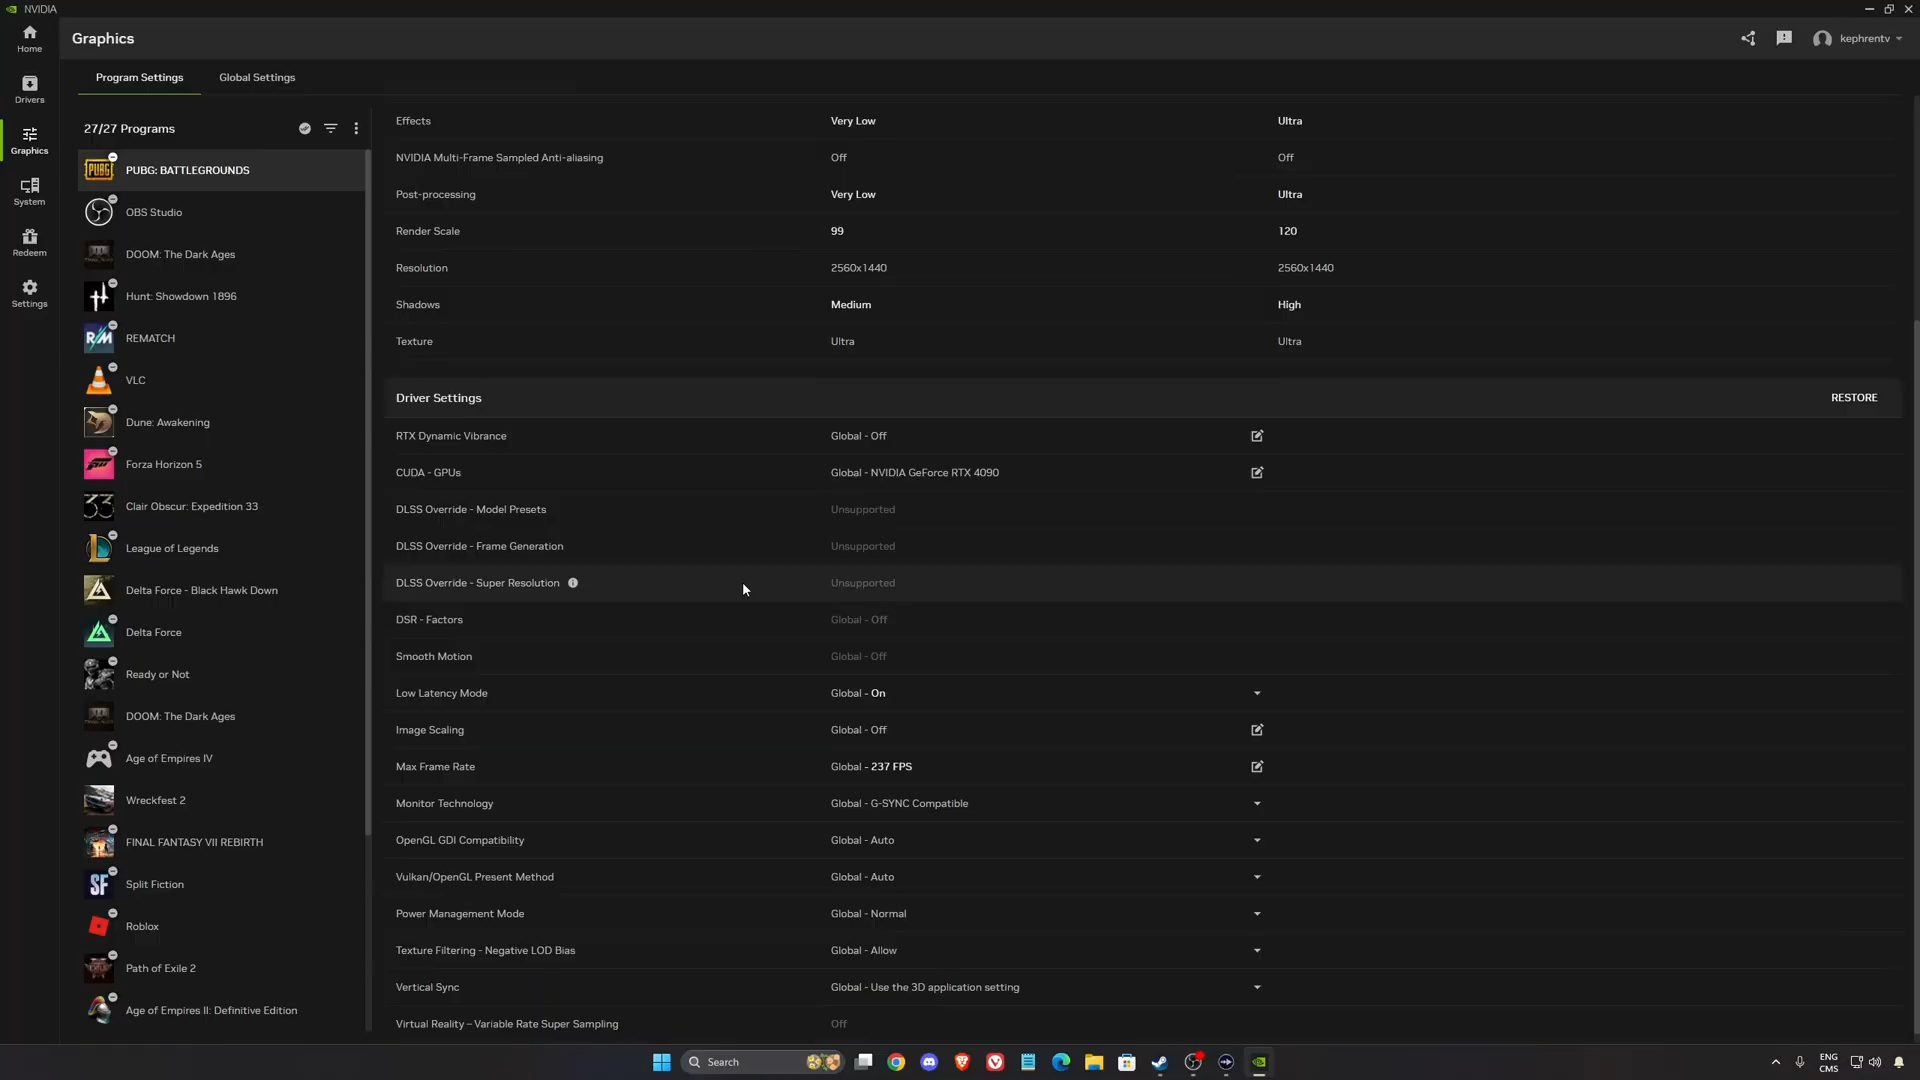 NVIDIA
Home
Drivers
Graphics
System
Redeem
Settings
Graphics
kephrentv
Program Settings
Global Settings
27/27 Programs
PUBG
PUBG: BATTLEGROUNDS
OBS Studio
DOOM: The Dark Ages
Hunt: Showdown 1896
RM REMATCH
VLC
Dune: Awakening
Forza Horizon 5
33 Clair Obscur: Expedition 33
League of Legends
Delta Force - Black Hawk Down
Delta Force
Ready or Not
DOOM: The Dark Ages
Age of Empires IV
Wreckfest 2
FINAL FANTASY VII REBIRTH
SF Split Fiction
Roblox
Path of Exile 2
Age of Empires II: Definitive Edition
Effects Very Low Ultra
NVIDIA Multi-Frame Sampled Anti-aliasing Off Off
Post-processing Very Low Ultra
Render Scale 99 120
Resolution 2560x1440 2560x1440
Shadows Medium High
Texture Ultra Ultra
Driver Settings RESTORE
RTX Dynamic Vibrance Global - Off
CUDA - GPUs Global - NVIDIA GeForce RTX 4090
DLSS Override - Model Presets Unsupported
DLSS Override - Frame Generation Unsupported
DLSS Override - Super Resolution Unsupported
DSR - Factors Global - Off
Smooth Motion Global - Off
Low Latency Mode Global - On
Image Scaling Global - Off
Max Frame Rate Global - 237 FPS
Monitor Technology Global - G-SYNC Compatible
OpenGL GDI Compatibility Global - Auto
Vulkan/OpenGL Present Method Global - Auto
Power Management Mode Global - Normal
Texture Filtering - Negative LOD Bias Global - Allow
Vertical Sync Global - Use the 3D application setting
Virtual Reality – Variable Rate Super Sampling Off
Search
ENG
CMS